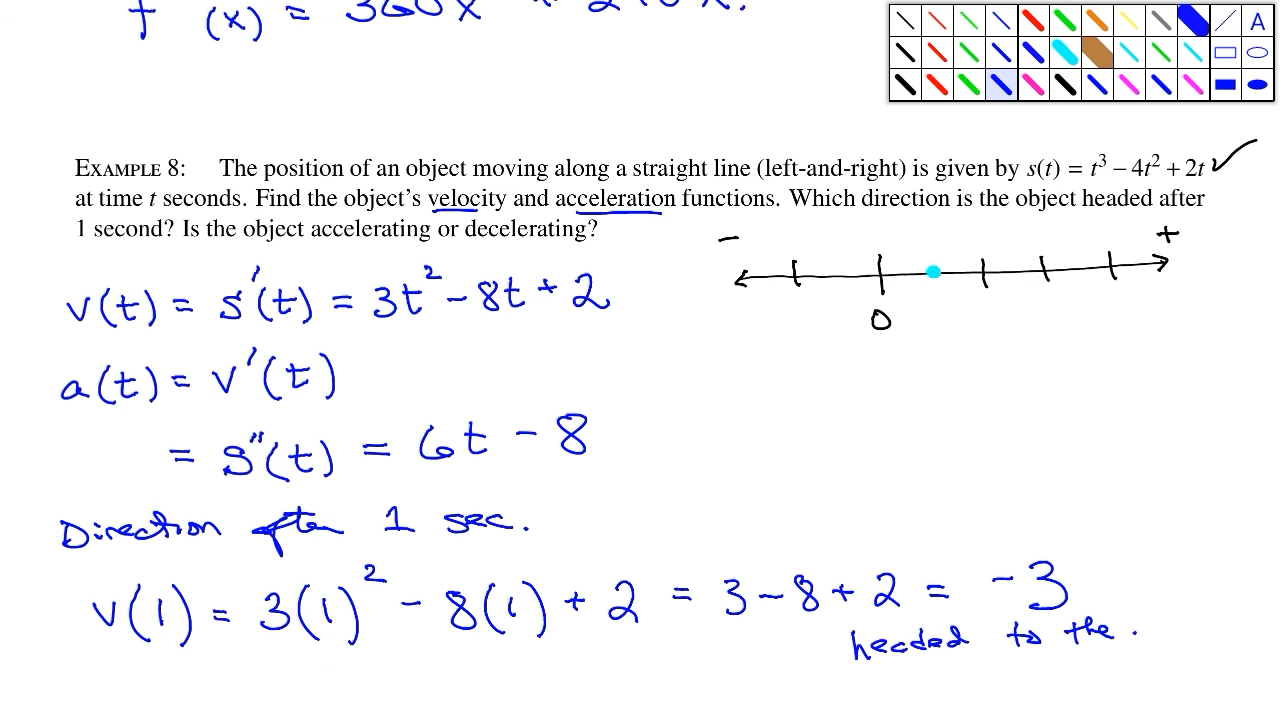 (x) =
A
EXAMPLE 8: The position of an object moving along a straight line (left-and-right) is given by s(t) = t³ – 4t² + 2t
at time t seconds. Find the object's velocity and acceleration functions. Which direction is the object headed after
1 second? Is the object accelerating or decelerating?
- +
0
v(t) = s'(t) = 3t² - 8t + 2
a(t) = v'(t)
= s"(t) = 6t - 8
Direction after 1 sec.
v(1) = 3(1)² - 8(1) + 2 = 3 - 8 + 2 = -3
headed to the .